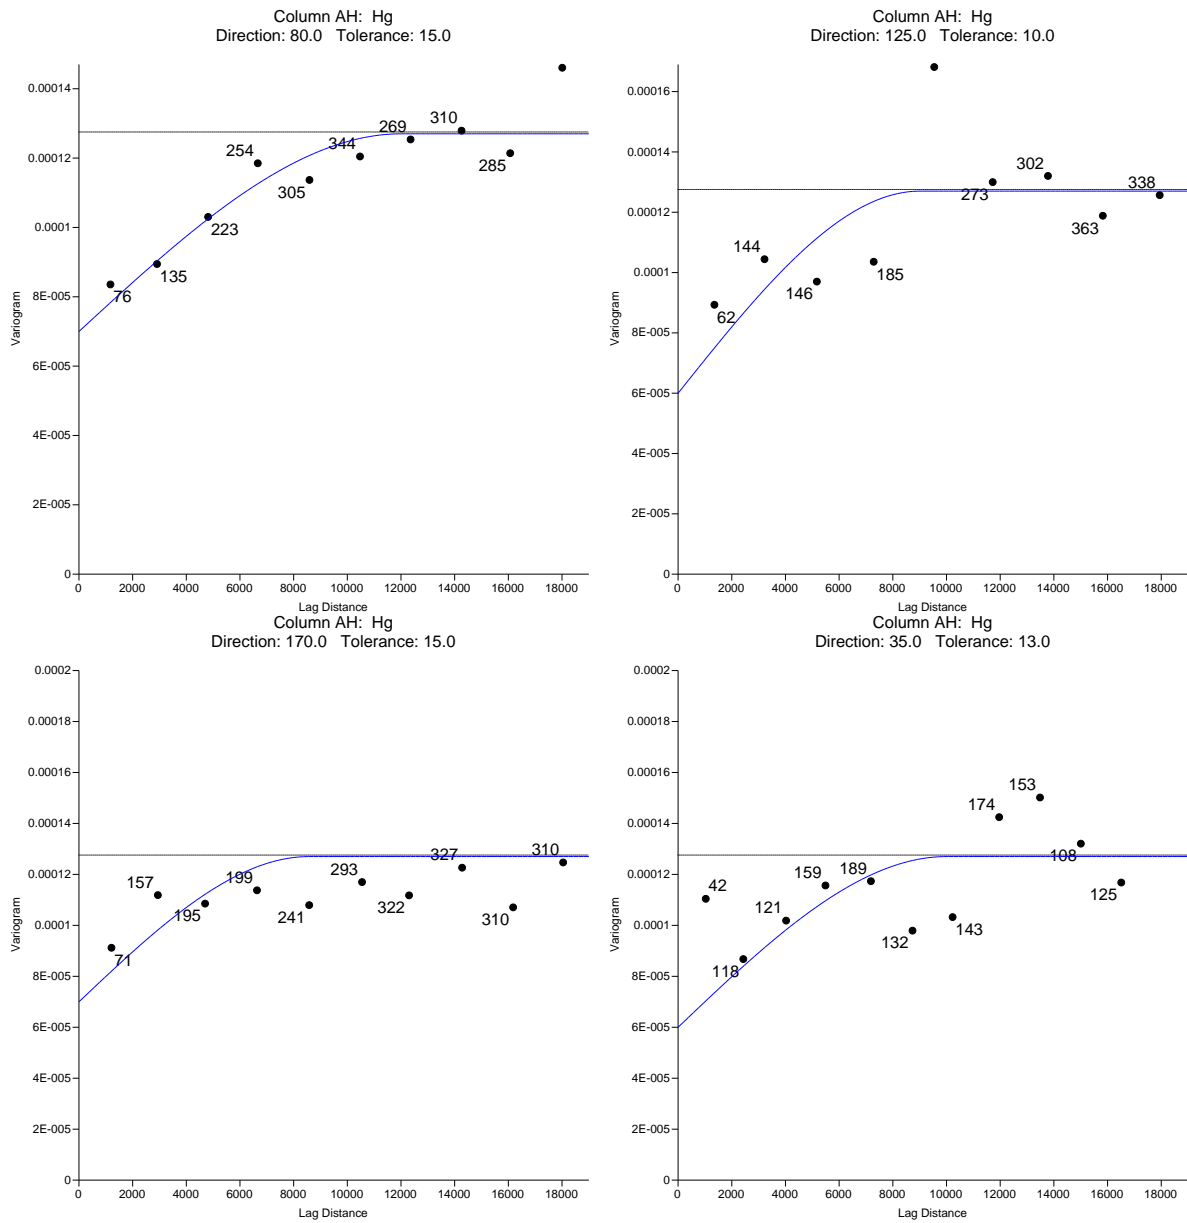 Column AH: Hg
Direction: 80.0 Tolerance: 15.0
0.00014
0.00012
0.0001
8E-005
6E-005
4E-005
2E-005
0
Variogram
76
135
223
254
305
344
269
310
285
0 2000 4000 6000 8000 10000 12000 14000 16000 18000
Lag Distance
Column AH: Hg
Direction: 125.0 Tolerance: 10.0
0.00016
0.00014
0.00012
0.0001
8E-005
6E-005
4E-005
2E-005
0
Variogram
62
144
146
185
273
302
363
338
0 2000 4000 6000 8000 10000 12000 14000 16000 18000
Lag Distance
Column AH: Hg
Direction: 170.0 Tolerance: 15.0
0.0002
0.00018
0.00016
0.00014
0.00012
0.0001
8E-005
6E-005
4E-005
2E-005
0
Variogram
71
157
195
199
241
293
322
327
310
310
0 2000 4000 6000 8000 10000 12000 14000 16000 18000
Lag Distance
Column AH: Hg
Direction: 35.0 Tolerance: 13.0
0.0002
0.00018
0.00016
0.00014
0.00012
0.0001
8E-005
6E-005
4E-005
2E-005
0
Variogram
42
118
121
159
189
132
143
174
153
108
125
0 2000 4000 6000 8000 10000 12000 14000 16000 18000
Lag Distance